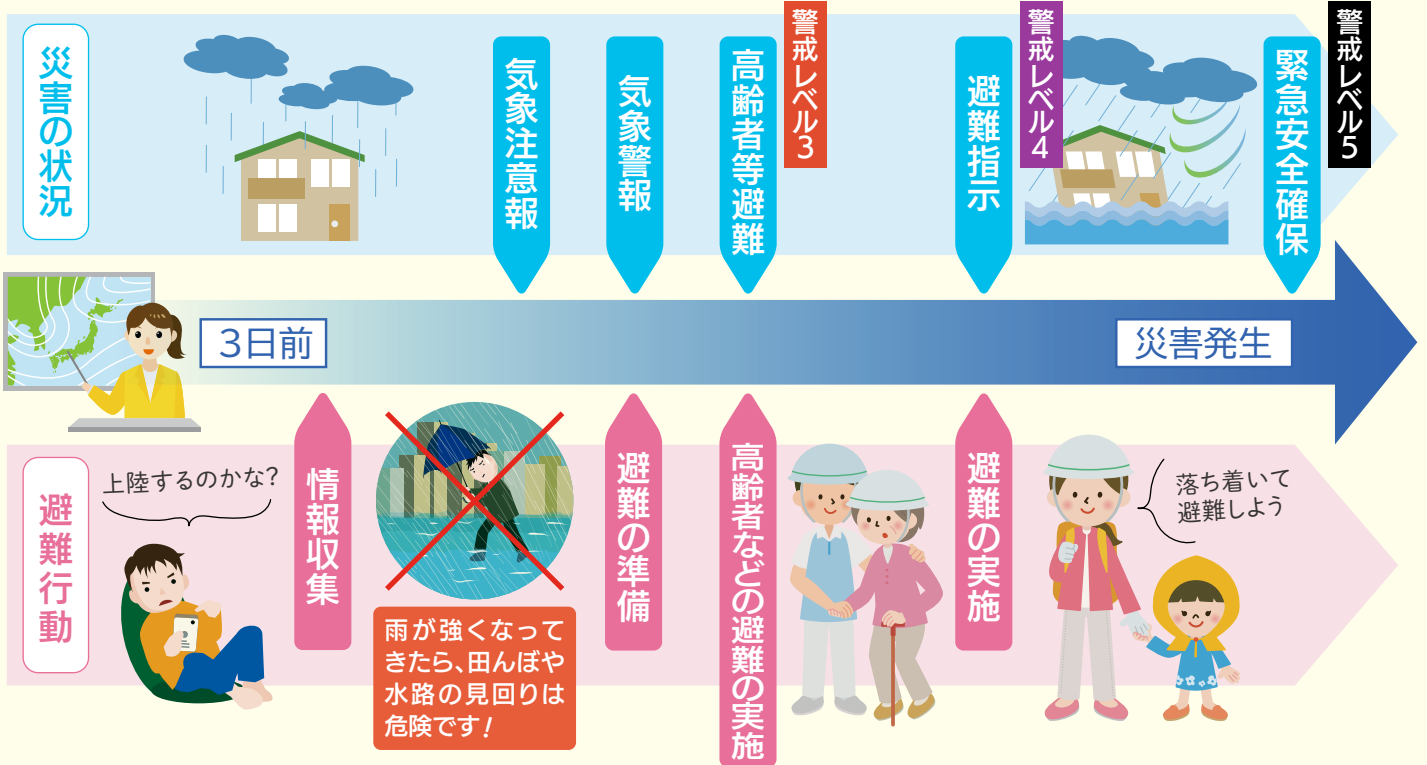 災害の状況
気象注意報
気象警報
高齢者等避難
警戒レベル3
避難指示
警戒レベル4
緊急安全確保
警戒レベル5
3日前
災害発生
避難行動
上陸するのかな?
情報収集
雨が強くなって
きたら、田んぼや
水路の見回りは
危険です!
避難の準備
高齢者などの避難の実施
避難の実施
落ち着いて
避難しよう